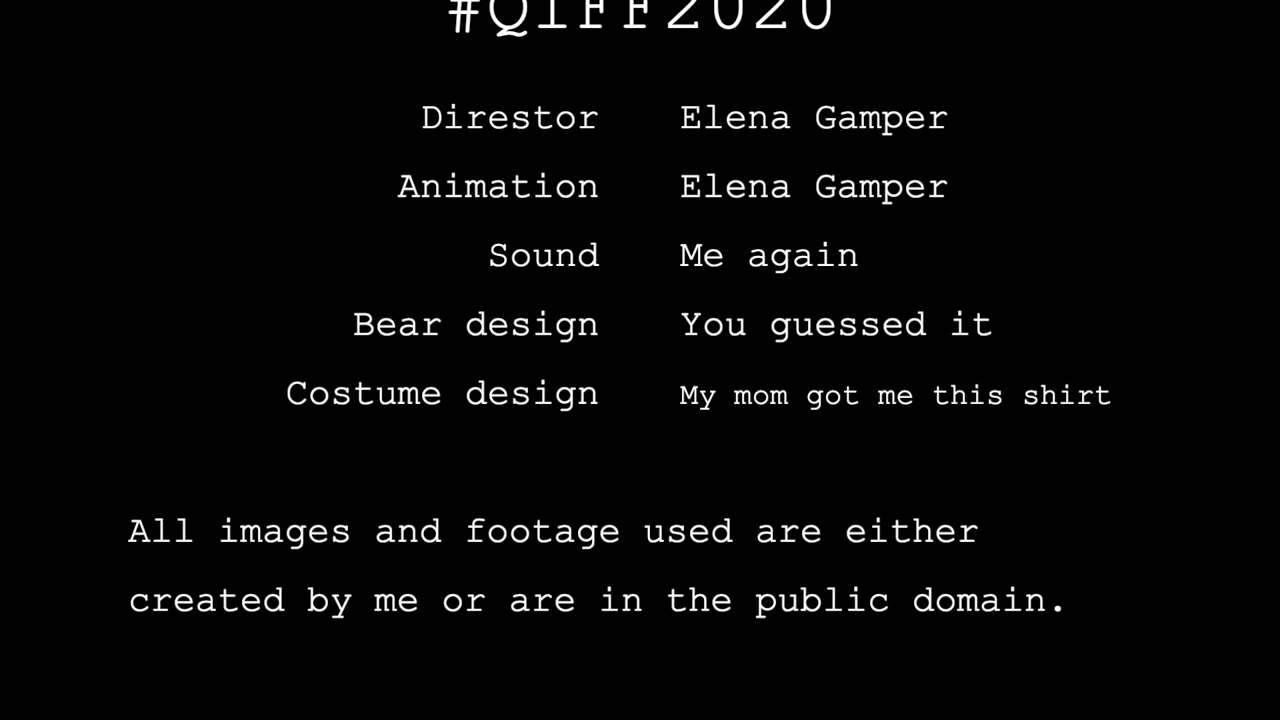 #QIFF2020
Direstor Elena Gamper
Animation Elena Gamper
Sound Me again
Bear design You guessed it
Costume design My mom got me this shirt
All images and footage used are either
created by me or are in the public domain.